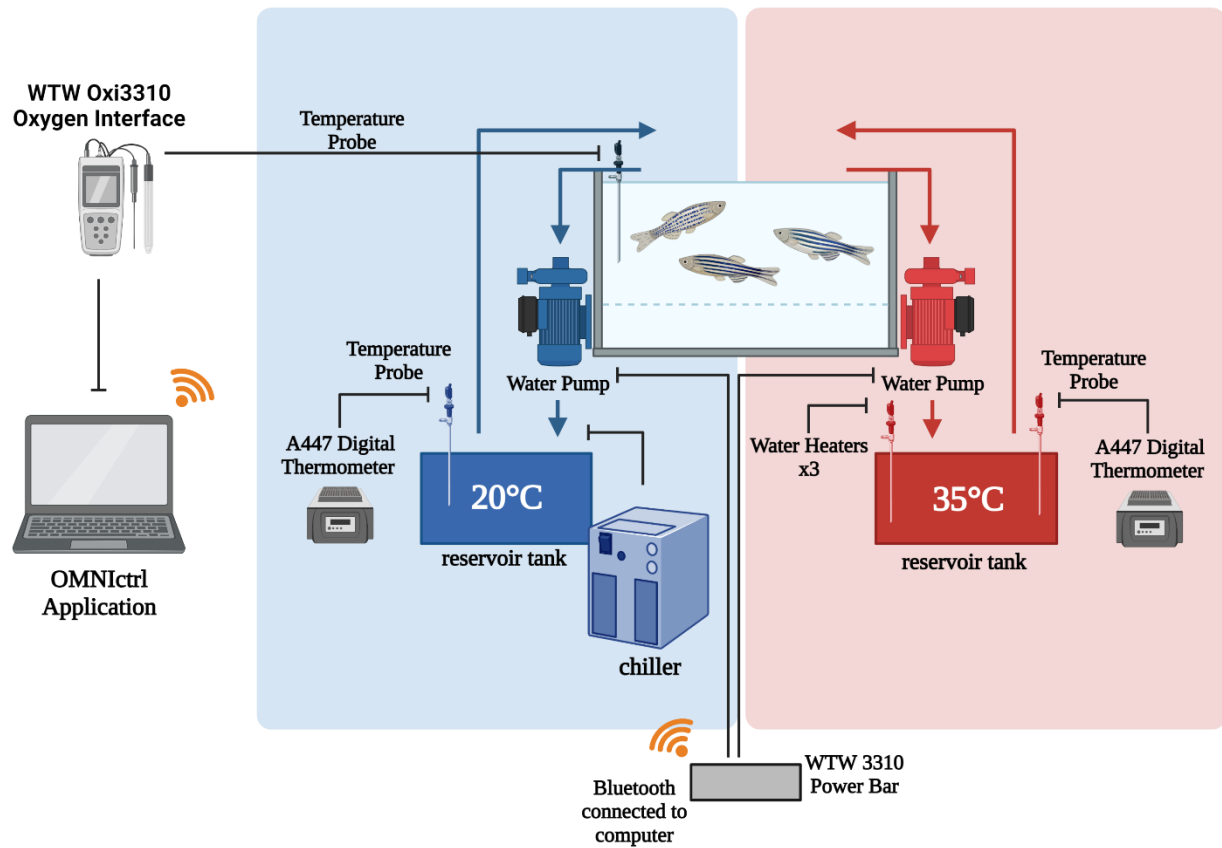 WTW Oxi3310
Oxygen Interface
Temperature
Probe
Temperature
Probe
Water Pump
A447 Digital
Thermometer
20°C
reservoir tank
chiller
OMNIctrl
Application
Water Pump
Temperature
Probe
Water Heaters
x3
A447 Digital
Thermometer
35°C
reservoir tank
Bluetooth
connected to
computer
WTW 3310
Power Bar